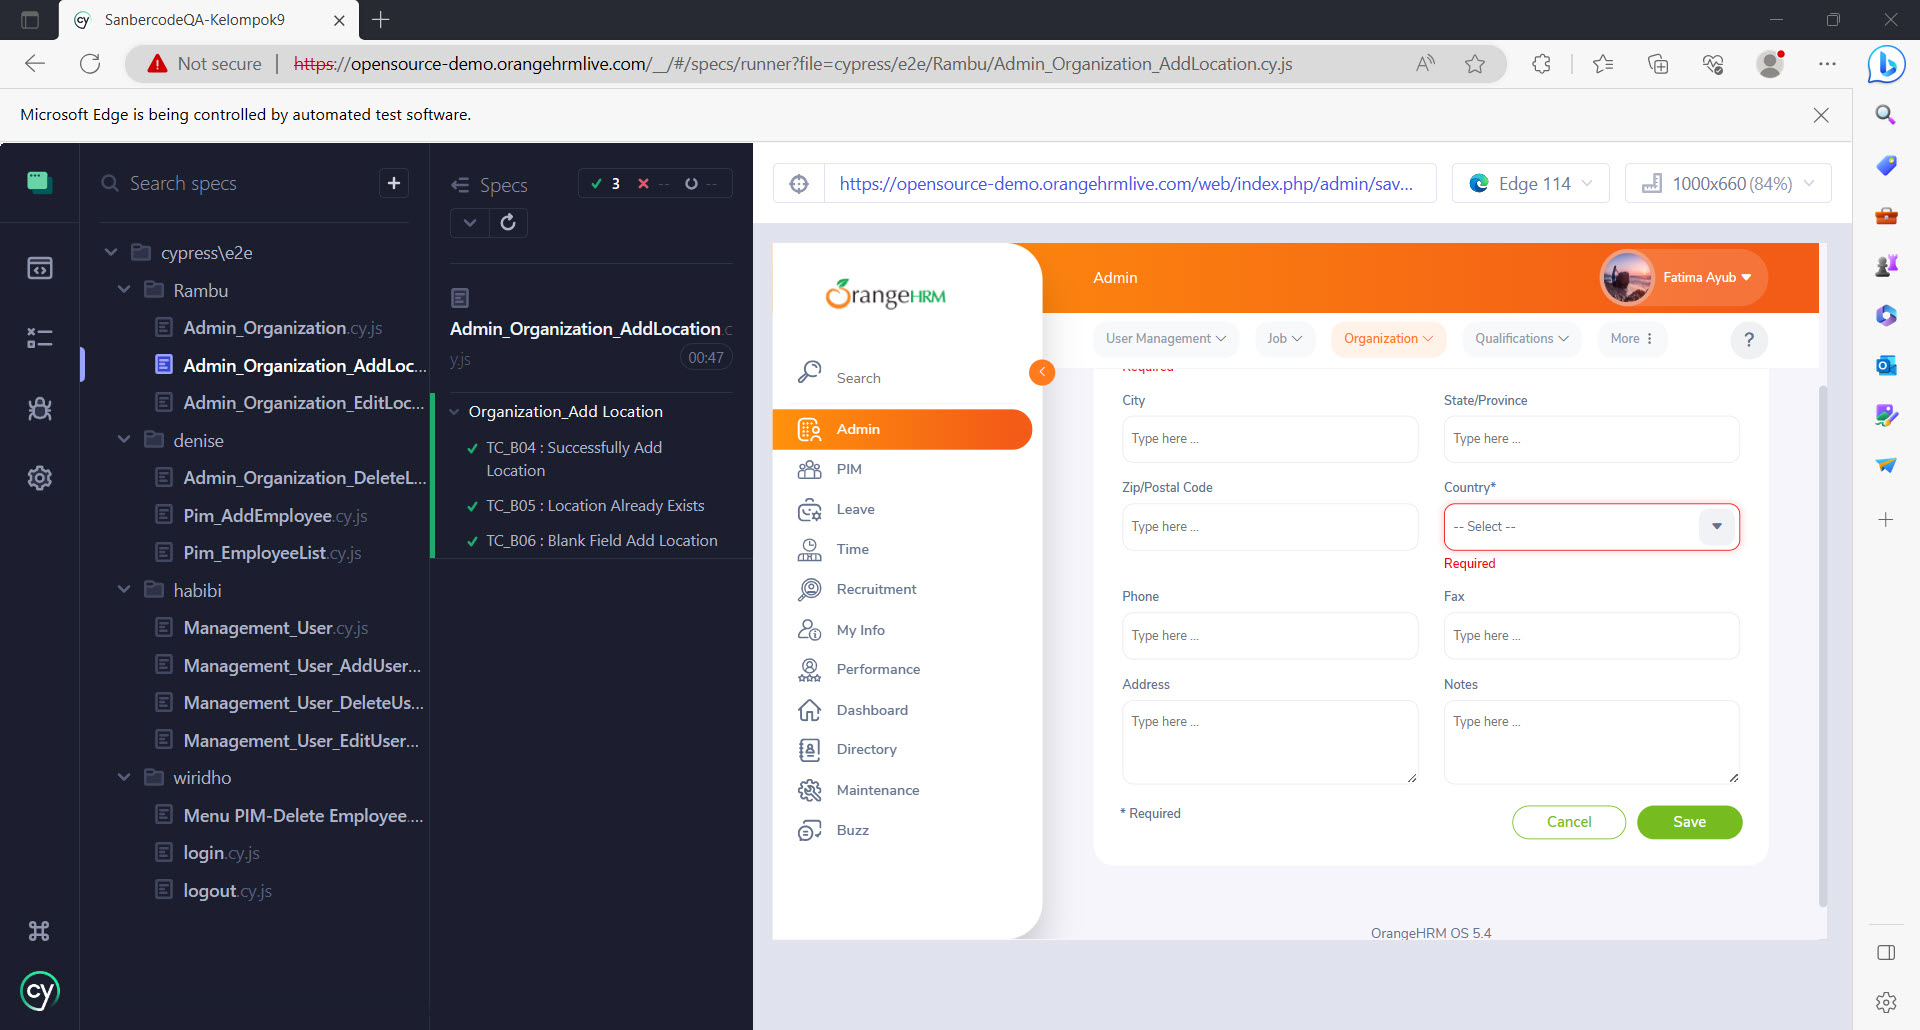 SanbercodeQA-Kelompok9
Not secure
https://opensource-demo.orangehrmlive.com/__/#/specs/runner?file=cypress/e2e/Rambu/Admin_Organization_AddLocation.cy.js
Microsoft Edge is being controlled by automated test software.
Search specs
cypress\e2e
Rambu
Admin_Organization.cy.js
Admin_Organization_AddLoc...
Admin_Organization_EditLoc...
denise
Admin_Organization_DeleteL...
Pim_AddEmployee.cy.js
Pim_EmployeeList.cy.js
habibi
Management_User.cy.js
Management_User_AddUser...
Management_User_DeleteUs...
Management_User_EditUser...
wiridho
Menu PIM-Delete Employee....
login.cy.js
logout.cy.js
cy
Specs
3
--
--
Admin_Organization_AddLocation.c
y.js
00:47
Organization_Add Location
TC_B04 : Successfully Add
Location
TC_B05 : Location Already Exists
TC_B06 : Blank Field Add Location
https://opensource-demo.orangehrmlive.com/web/index.php/admin/sav...
Edge 114
1000x660 (84%)
OrangeHRM
Search
Admin
PIM
Leave
Time
Recruitment
My Info
Performance
Dashboard
Directory
Maintenance
Buzz
Admin
Fatima Ayub
User Management
Job
Organization
Qualifications
More
?
Required
City
State/Province
Type here ...
Type here ...
Zip/Postal Code
Country*
Type here ...
-- Select --
Required
Phone
Fax
Type here ...
Type here ...
Address
Notes
Type here ...
Type here ...
* Required
Cancel
Save
OrangeHRM OS 5.4